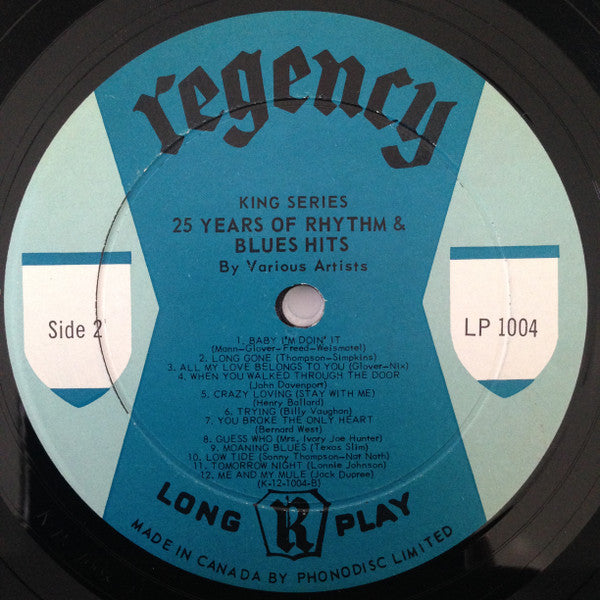 regency
KING SERIES
25 YEARS OF RHYTHM &
BLUES HITS
By Various Artists
Side 2
LP 1004
1. BABY I'M DOIN' IT
(Mann-Glover-Freed-Weismatel)
2. LONG GONE (Thompson-Simpkins)
3. ALL MY LOVE BELONGS TO YOU (Glover-Nix)
4. WHEN YOU WALKED THROUGH THE DOOR
(John Davenport)
5. CRAZY LOVING (STAY WITH ME)
(Henry Bollard)
6. TRYING (Billy Vaughan)
7. YOU BROKE THE ONLY HEART
(Bernard West)
8. GUESS WHO (Mrs. Ivory Joe Hunter)
9. MOANING BLUES (Texas Slim)
10. LOW TIDE (Sonny Thompson-Nat Nath)
11. TOMORROW NIGHT (Lonnie Johnson)
12. ME AND MY MULE (Jack Dupree)
(K-12-1004-B)
LONG R PLAY
MADE IN CANADA BY PHONODISC LIMITED